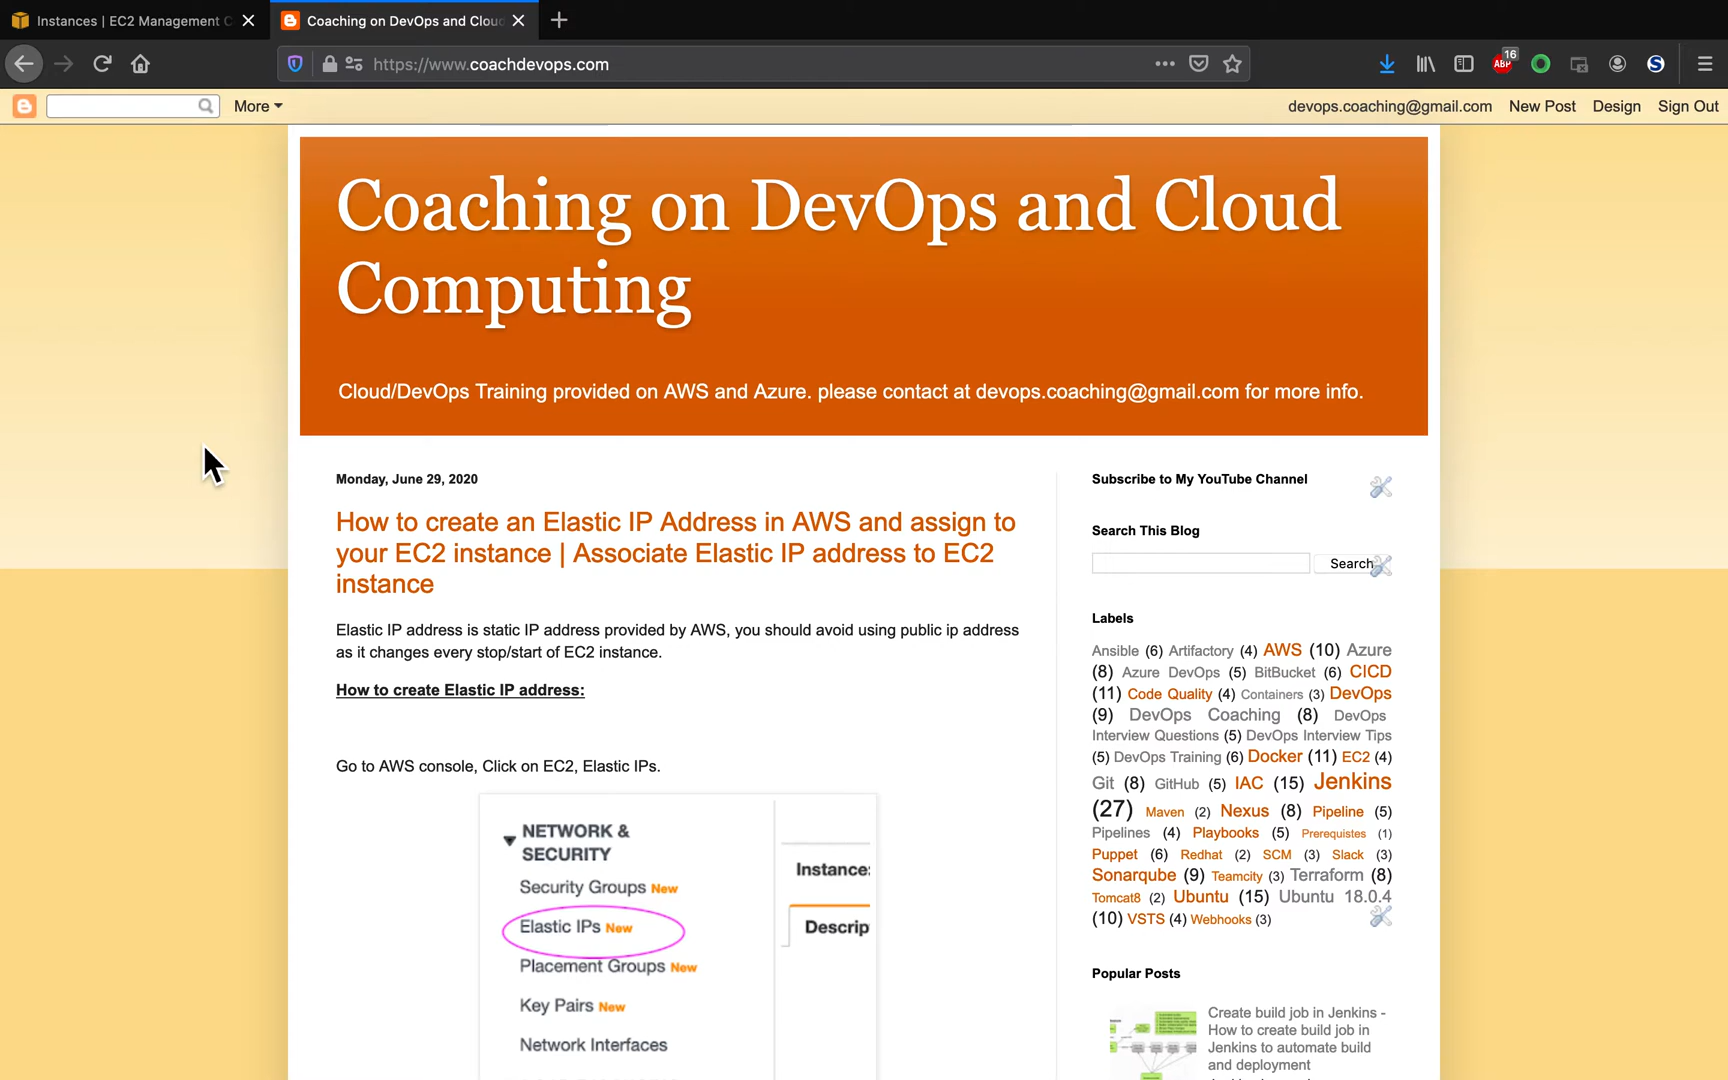 Instances | EC2 Management C
Coaching on DevOps and Clou
https://www.coachdevops.com
16
ABP
S
More
devops.coaching@gmail.com New Post Design Sign Out
Coaching on DevOps and Cloud
Computing
Cloud/DevOps Training provided on AWS and Azure. please contact at devops.coaching@gmail.com for more info.
Monday, June 29, 2020
How to create an Elastic IP Address in AWS and assign to
your EC2 instance | Associate Elastic IP address to EC2
instance
Elastic IP address is static IP address provided by AWS, you should avoid using public ip address
as it changes every stop/start of EC2 instance.
How to create Elastic IP address:
Go to AWS console, Click on EC2, Elastic IPs.
NETWORK &
SECURITY
Security Groups New
Elastic IPs New
Placement Groups New
Key Pairs New
Network Interfaces
Instance:
Descrip
Subscribe to My YouTube Channel
Search This Blog
Search
Labels
Ansible (6) Artifactory (4) AWS (10) Azure
(8) Azure DevOps (5) BitBucket (6) CICD
(11) Code Quality (4) Containers (3) DevOps
(9) DevOps Coaching (8) DevOps
Interview Questions (5) DevOps Interview Tips
(5) DevOps Training (6) Docker (11) EC2 (4)
Git (8) GitHub (5) IAC (15) Jenkins
(27) Maven (2) Nexus (8) Pipeline (5)
Pipelines (4) Playbooks (5) Prerequistes (1)
Puppet (6) Redhat (2) SCM (3) Slack (3)
Sonarqube (9) Teamcity (3) Terraform (8)
Tomcat8 (2) Ubuntu (15) Ubuntu 18.0.4
(10) VSTS (4) Webhooks (3)
Popular Posts
Create build job in Jenkins -
How to create build job in
Jenkins to automate build
and deployment